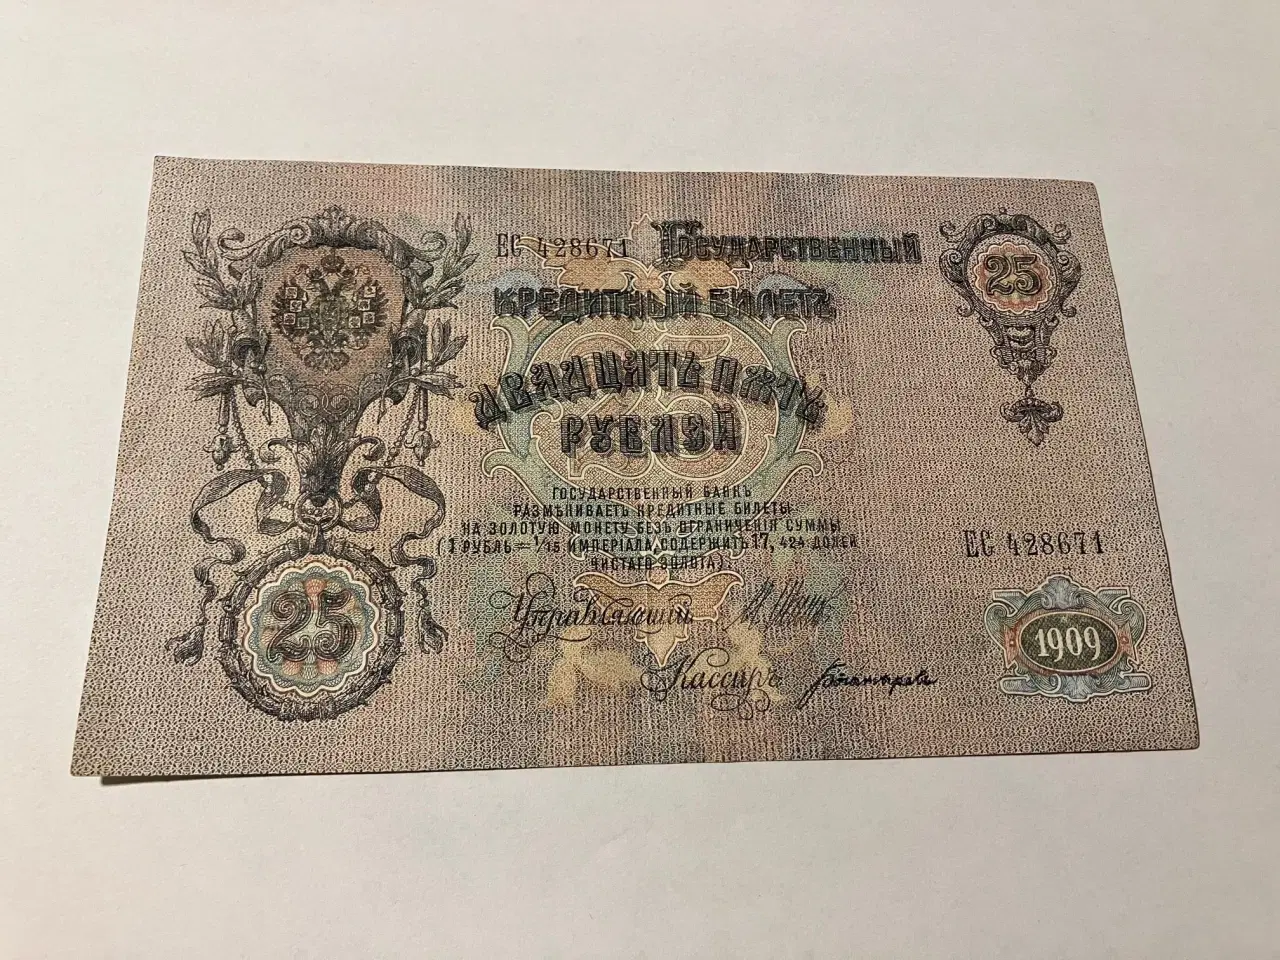 ЕС 428671 Государственный
Кредитный Билетъ
25
Двадцать пять
рублей
25
Государственный Банкъ
размѣниваетъ кредитные билеты
на золотую монету безъ ограниченія суммы
(1 рубль = 1/15 имперіала, содержитъ 17,424 долей
чистаго золота).
ЕС 428671
Управляющій
25
1909
Кассиръ